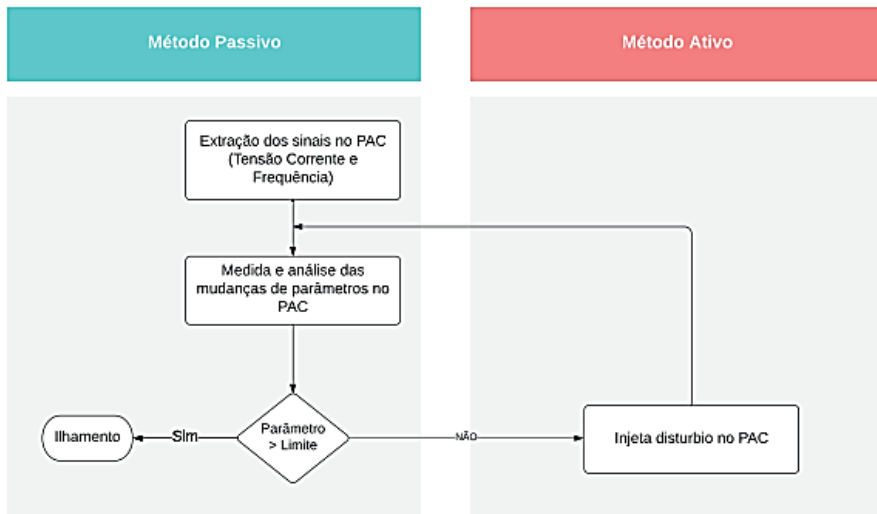 Método Passivo
Método Ativo
Extração dos sinais no PAC
(Tensão Corrente e
Frequência)
Medida e análise das
mudanças de parâmetros no
PAC
Parâmetro
> Limite
Sim
Ilhamento
NÃO
Injeta disturbio no PAC